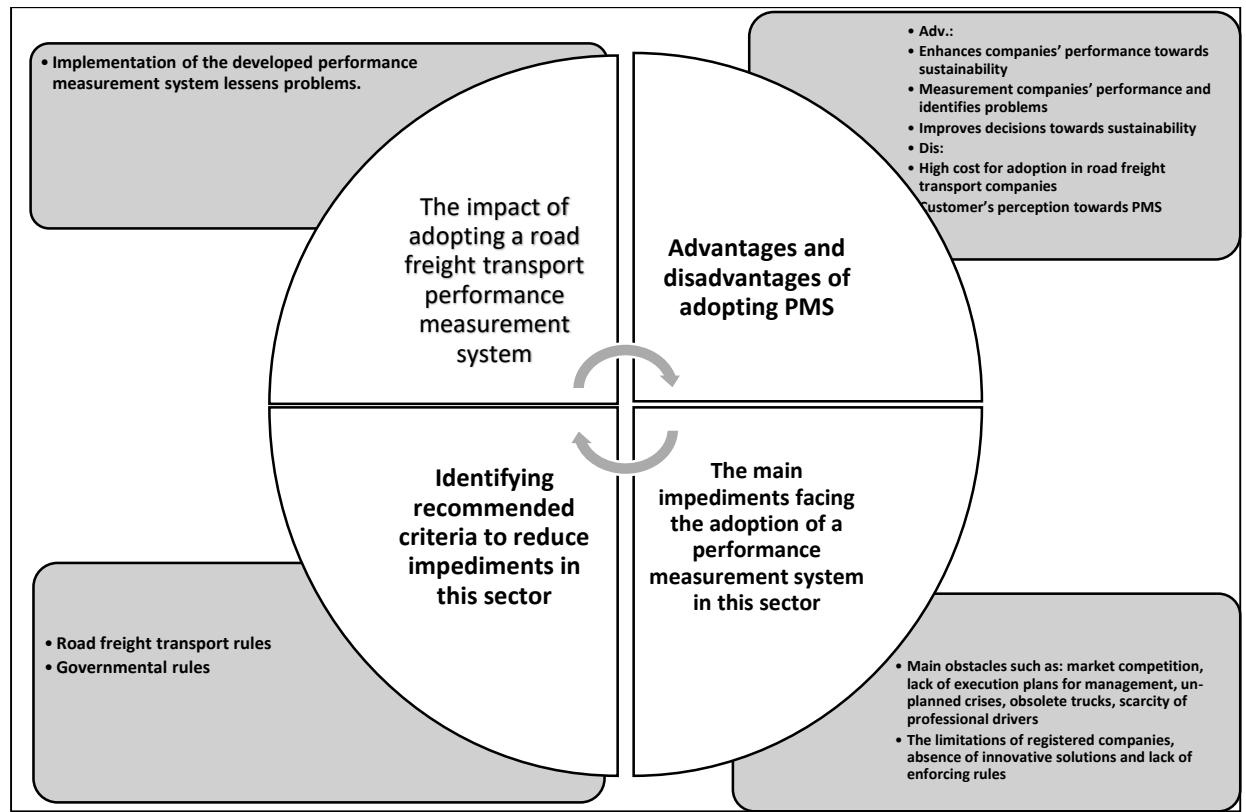 • Implementation of the developed performance
measurement system lessens problems.
• Adv.:
• Enhances companies’ performance towards
sustainability
• Measurement companies’ performance and
identifies problems
• Improves decisions towards sustainability
• Dis:
• High cost for adoption in road freight
transport companies
Customer’s perception towards PMS
The impact of
adopting a road
freight transport
performance
measurement
system
Advantages and
disadvantages of
adopting PMS
Identifying
recommended
criteria to reduce
impediments in
this sector
The main
impediments facing
the adoption of a
performance
measurement system
in this sector
• Road freight transport rules
• Governmental rules
• Main obstacles such as: market competition,
lack of execution plans for management, un-
planned crises, obsolete trucks, scarcity of
professional drivers
• The limitations of registered companies,
absence of innovative solutions and lack of
enforcing rules